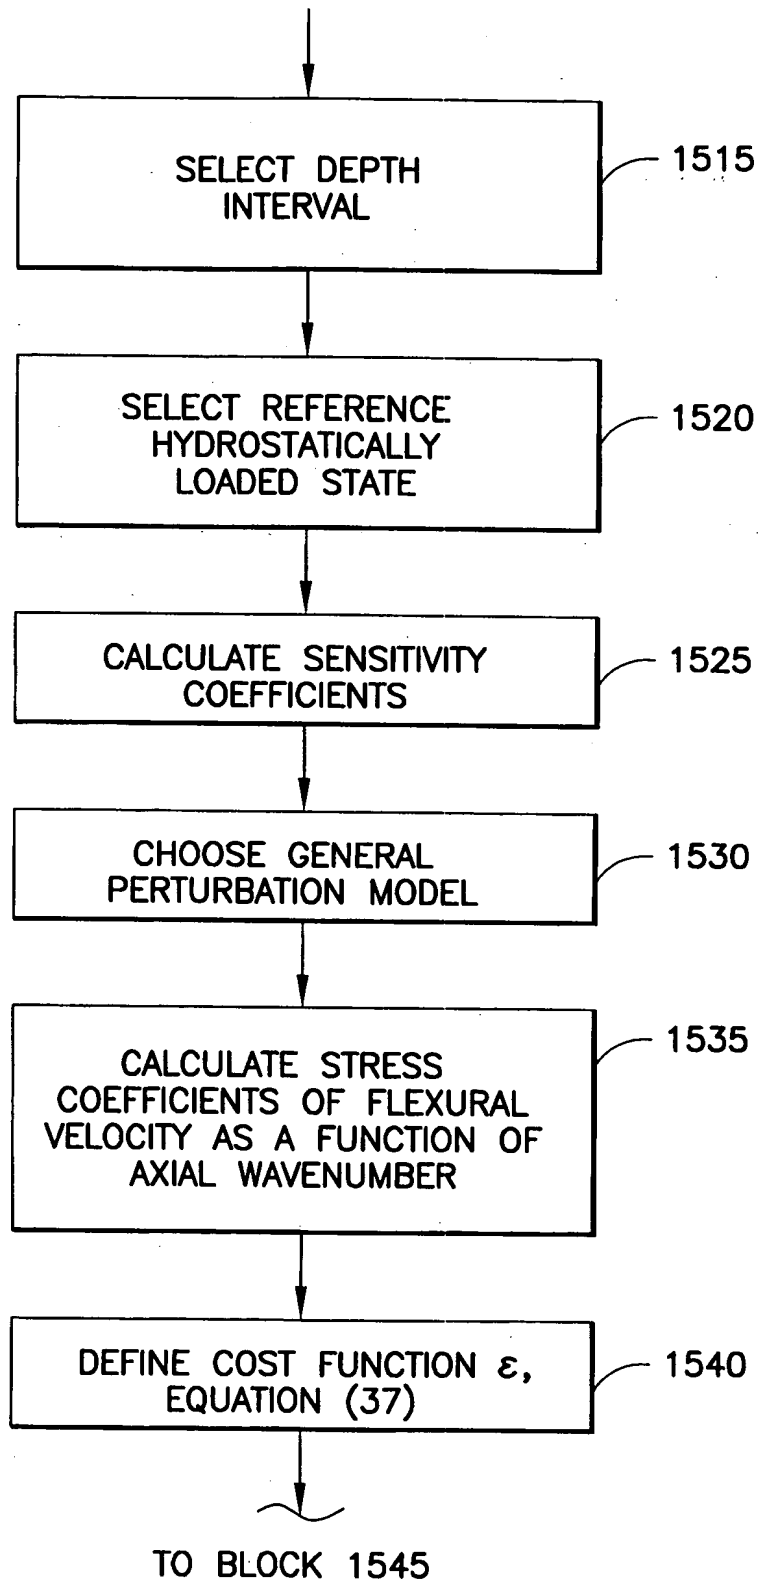 SELECT DEPTH
INTERVAL
1515
SELECT REFERENCE
HYDROSTATICALLY
LOADED STATE
1520
CALCULATE SENSITIVITY
COEFFICIENTS
1525
CHOOSE GENERAL
PERTURBATION MODEL
1530
CALCULATE STRESS
COEFFICIENTS OF FLEXURAL
VELOCITY AS A FUNCTION OF
AXIAL WAVENUMBER
1535
DEFINE COST FUNCTION ε,
EQUATION (37)
1540
TO BLOCK 1545